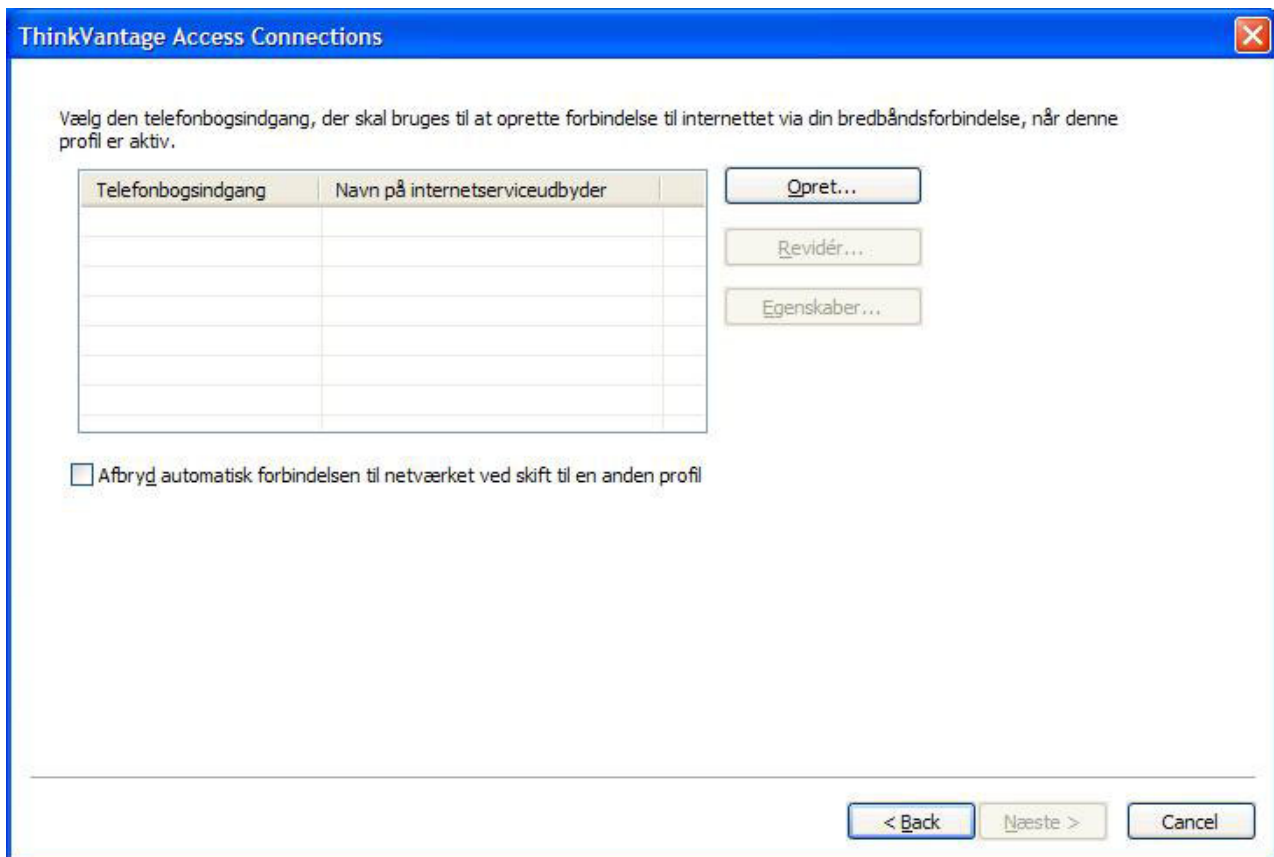 ThinkVantage Access Connections
Vælg den telefonbogsindgang, der skal bruges til at oprette forbindelse til internettet via din bredbåndsforbindelse, når denne
profil er aktiv.
Telefonbogsindgang Navn på internetserviceudbyder
Opret...
Revidér...
Egenskaber...
Afbryd automatisk forbindelsen til netværket ved skift til en anden profil
< Back Næste > Cancel